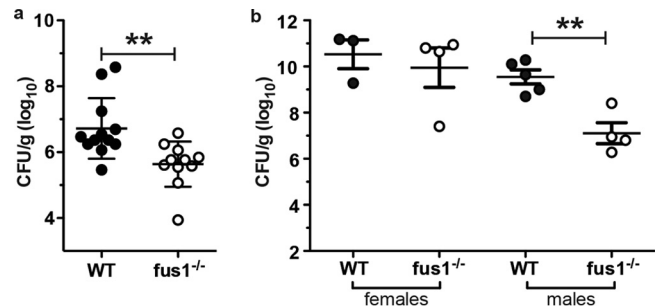 a
**
CFU/g (log10)
10
8
6
4
WT fus1-/-
b
**
CFU/g (log10)
12
10
8
6
4
2
WT fus1-/- WT fus1-/-
females males